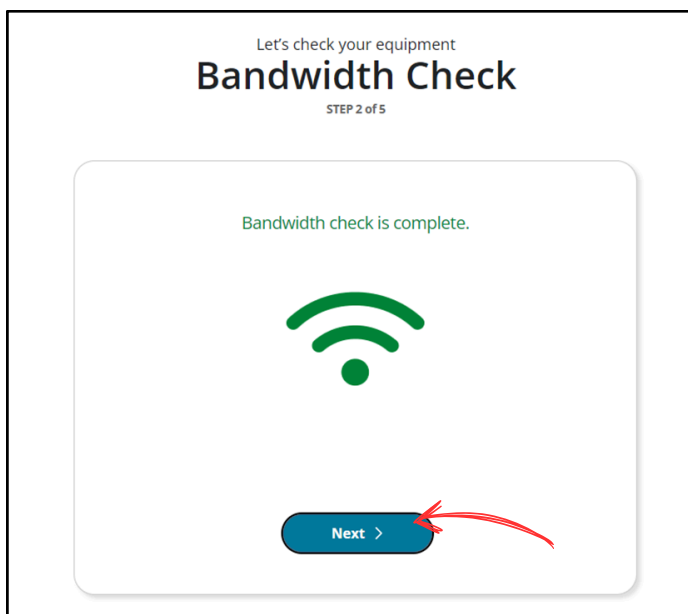 Let's check your equipment
Bandwidth Check
STEP 2 of 5
Bandwidth check is complete.
Next